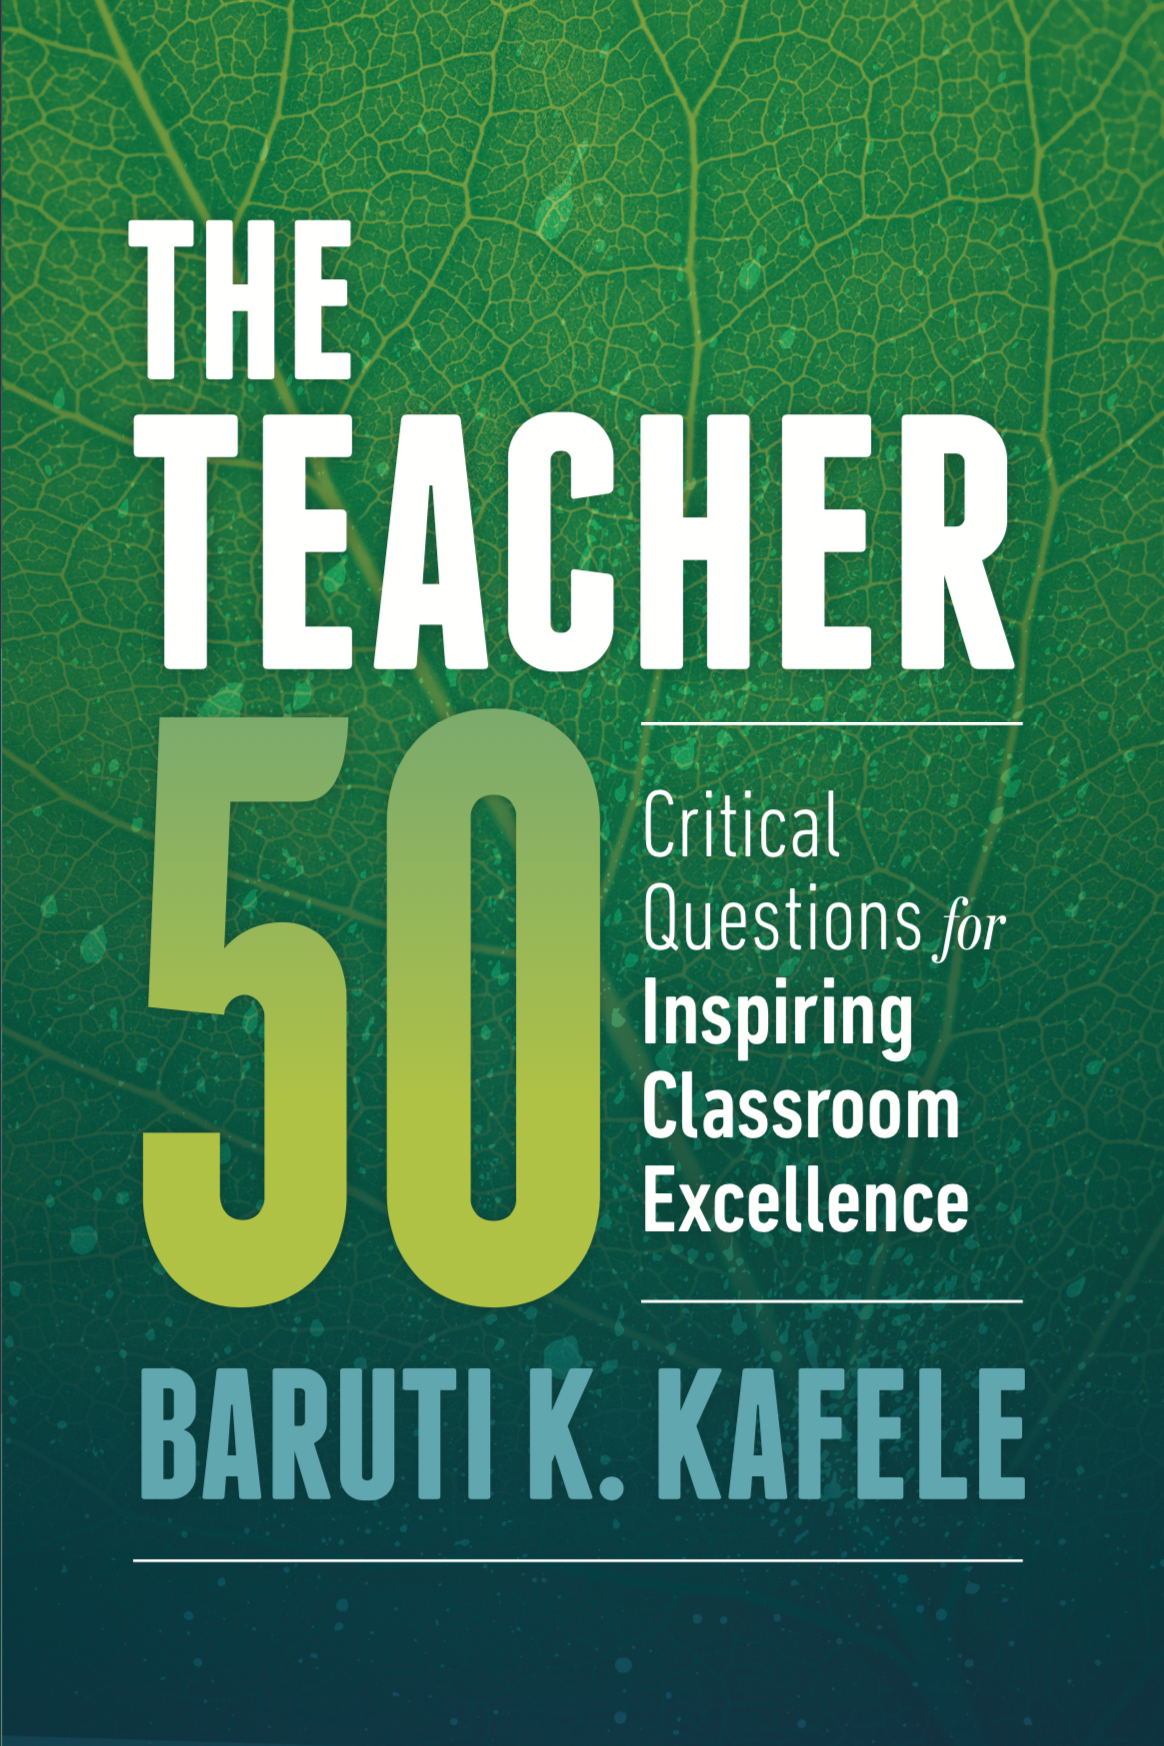 THE
TEACHER
50
Critical
Questions for
Inspiring
Classroom
Excellence
BARUTI K. KAFELE